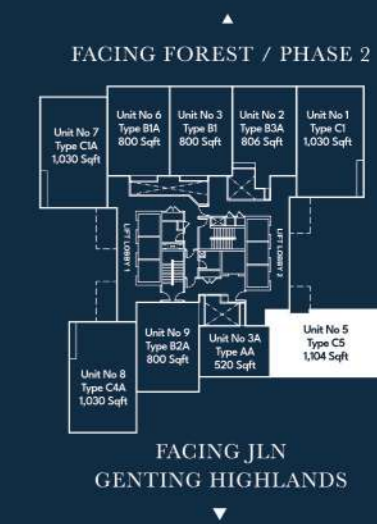 FACING FOREST / PHASE 2
Unit No 6
Type B1A
800 Sqft
Unit No 3
Type B1
800 Sqft
Unit No 2
Type B3A
806 Sqft
Unit No 1
Type C1
1,030 Sqft
Unit No 7
Type C1A
1,030 Sqft
LIFT LOBBY 1
LIFT LOBBY 2
Unit No 9
Type B2A
800 Sqft
Unit No 3A
Type AA
520 Sqft
Unit No 5
Type C5
1,104 Sqft
Unit No 8
Type C4A
1,030 Sqft
FACING JLN
GENTING HIGHLANDS